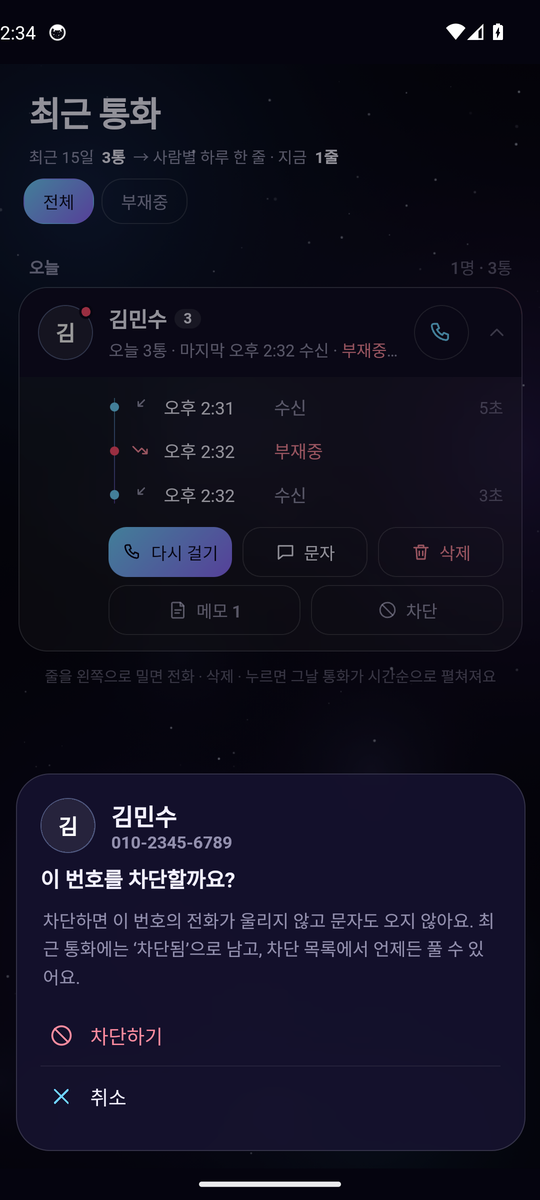 2:34
최근 통화
최근 15일 3통 → 사람별 하루 한 줄 · 지금 1줄
전체 부재중
오늘 1명 · 3통
김 김민수 3
오늘 3통 · 마지막 오후 2:32 수신 · 부재중…
오후 2:31 수신 5초
오후 2:32 부재중
오후 2:32 수신 3초
다시 걸기 문자 삭제
메모 1 차단
줄을 왼쪽으로 밀면 전화 · 삭제 · 누르면 그날 통화가 시간순으로 펼쳐져요
김 김민수
010-2345-6789
이 번호를 차단할까요?
차단하면 이 번호의 전화가 울리지 않고 문자도 오지 않아요. 최
근 통화에는 ‘차단됨’으로 남고, 차단 목록에서 언제든 풀 수 있
어요.
차단하기
취소